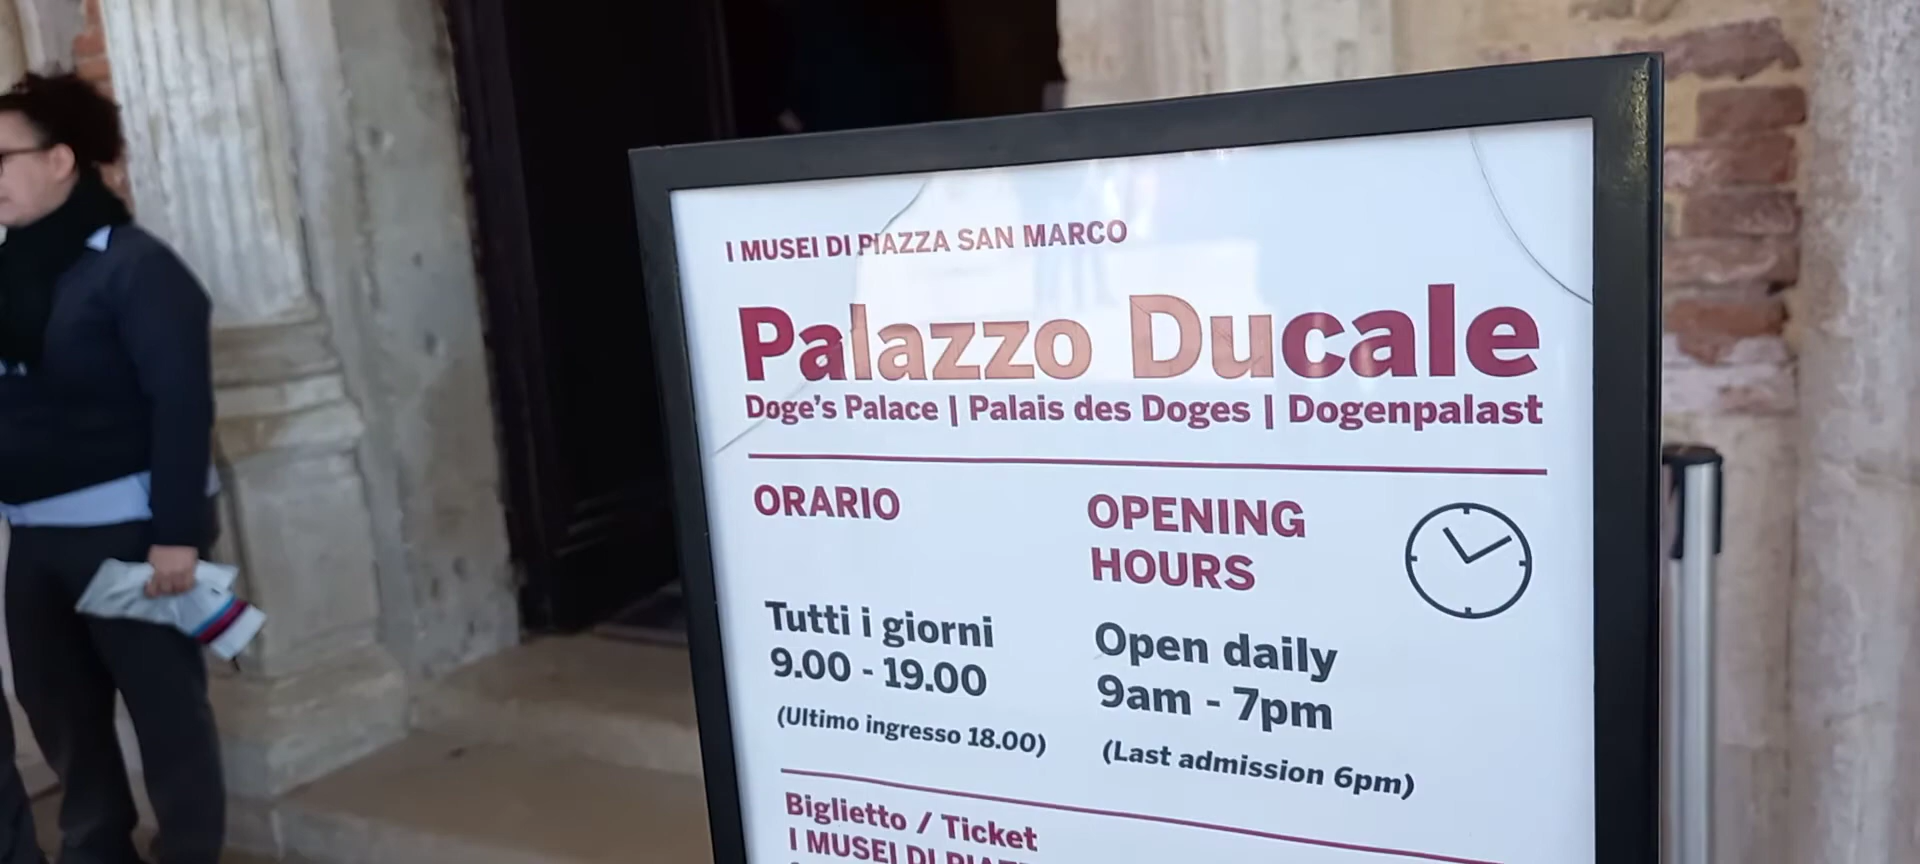 I MUSEI DI PIAZZA SAN MARCO
Palazzo Ducale
Doge's Palace | Palais des Doges | Dogenpalast
ORARIO
Tutti i giorni
9.00 - 19.00
(Ultimo ingresso 18.00)
OPENING
HOURS
Open daily
9am - 7pm
(Last admission 6pm)
Biglietto / Ticket
I MUSEI DI